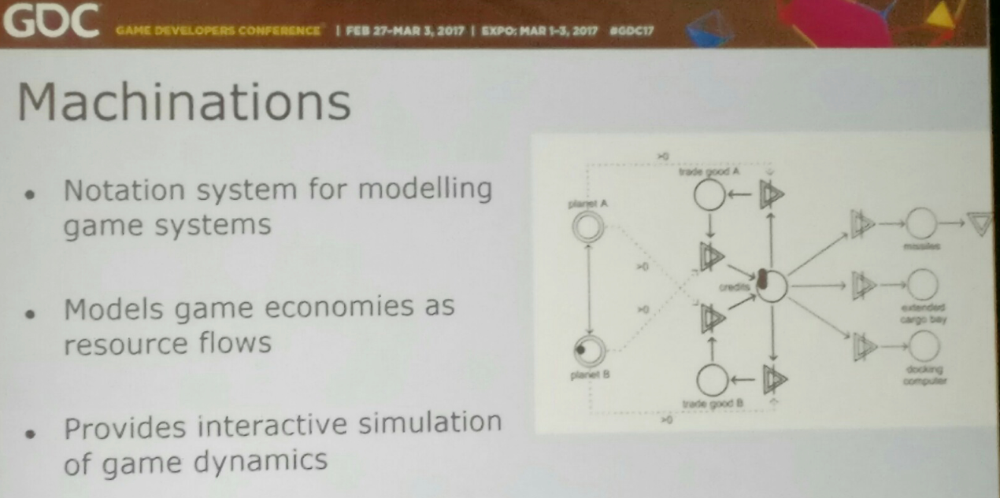 GDC GAME DEVELOPERS CONFERENCE | FEB 27-MAR 3, 2017 | EXPO: MAR 1-3, 2017 #GDC17
Machinations
• Notation system for modelling
game systems
• Models game economies as
resource flows
• Provides interactive simulation
of game dynamics
>0
trade good A
planet A
>0
credits
>0
planet B
trade good B
>0
missiles
extended
cargo bay
docking
computer